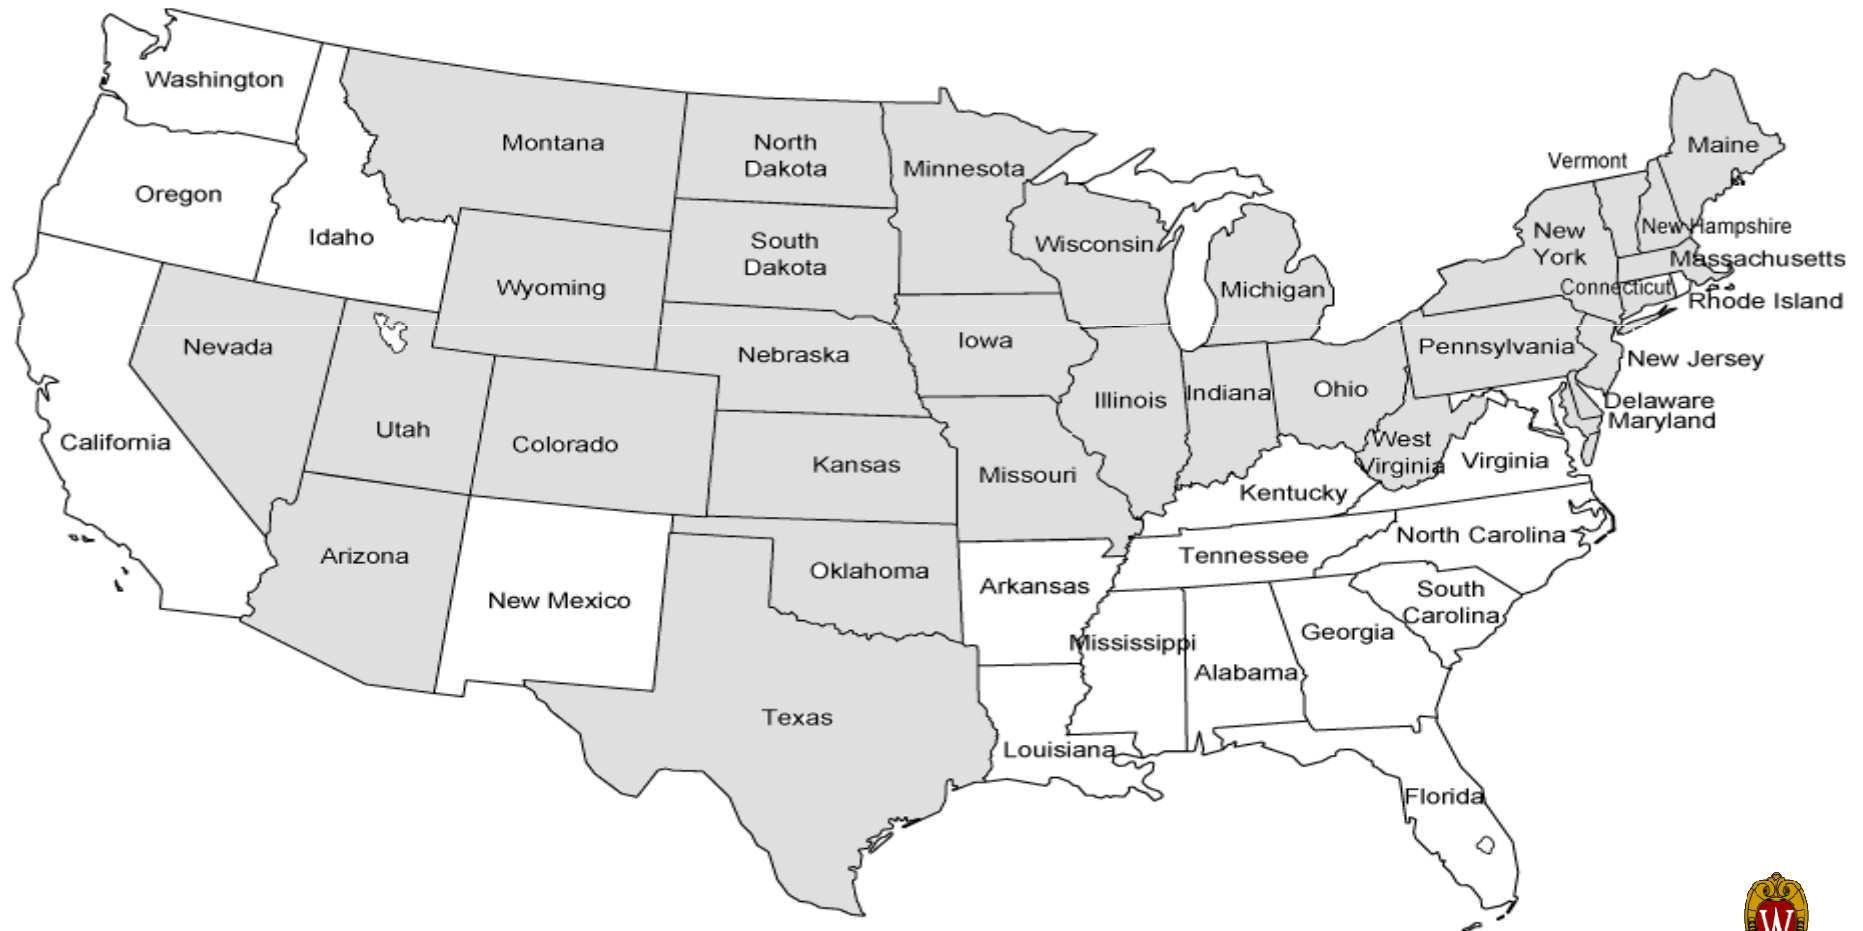 Washington
Montana
North
Dakota
Minnesota
Maine
Vermont
Oregon
Idaho
New Hampshire
New
York
South
Dakota
Wisconsin
Massachusetts
Wyoming
Michigan
Connecticut
Rhode Island
Nevada
Iowa
Nebraska
Pennsylvania
New Jersey
Illinois
Indiana
Ohio
Delaware
Maryland
Utah
Colorado
California
West
Virginia
Virginia
Kansas
Missouri
Kentucky
North Carolina
Arizona
Tennessee
Oklahoma
Arkansas
South
Carolina
New Mexico
Georgia
Mississippi
Alabama
Texas
Louisiana
Florida
W